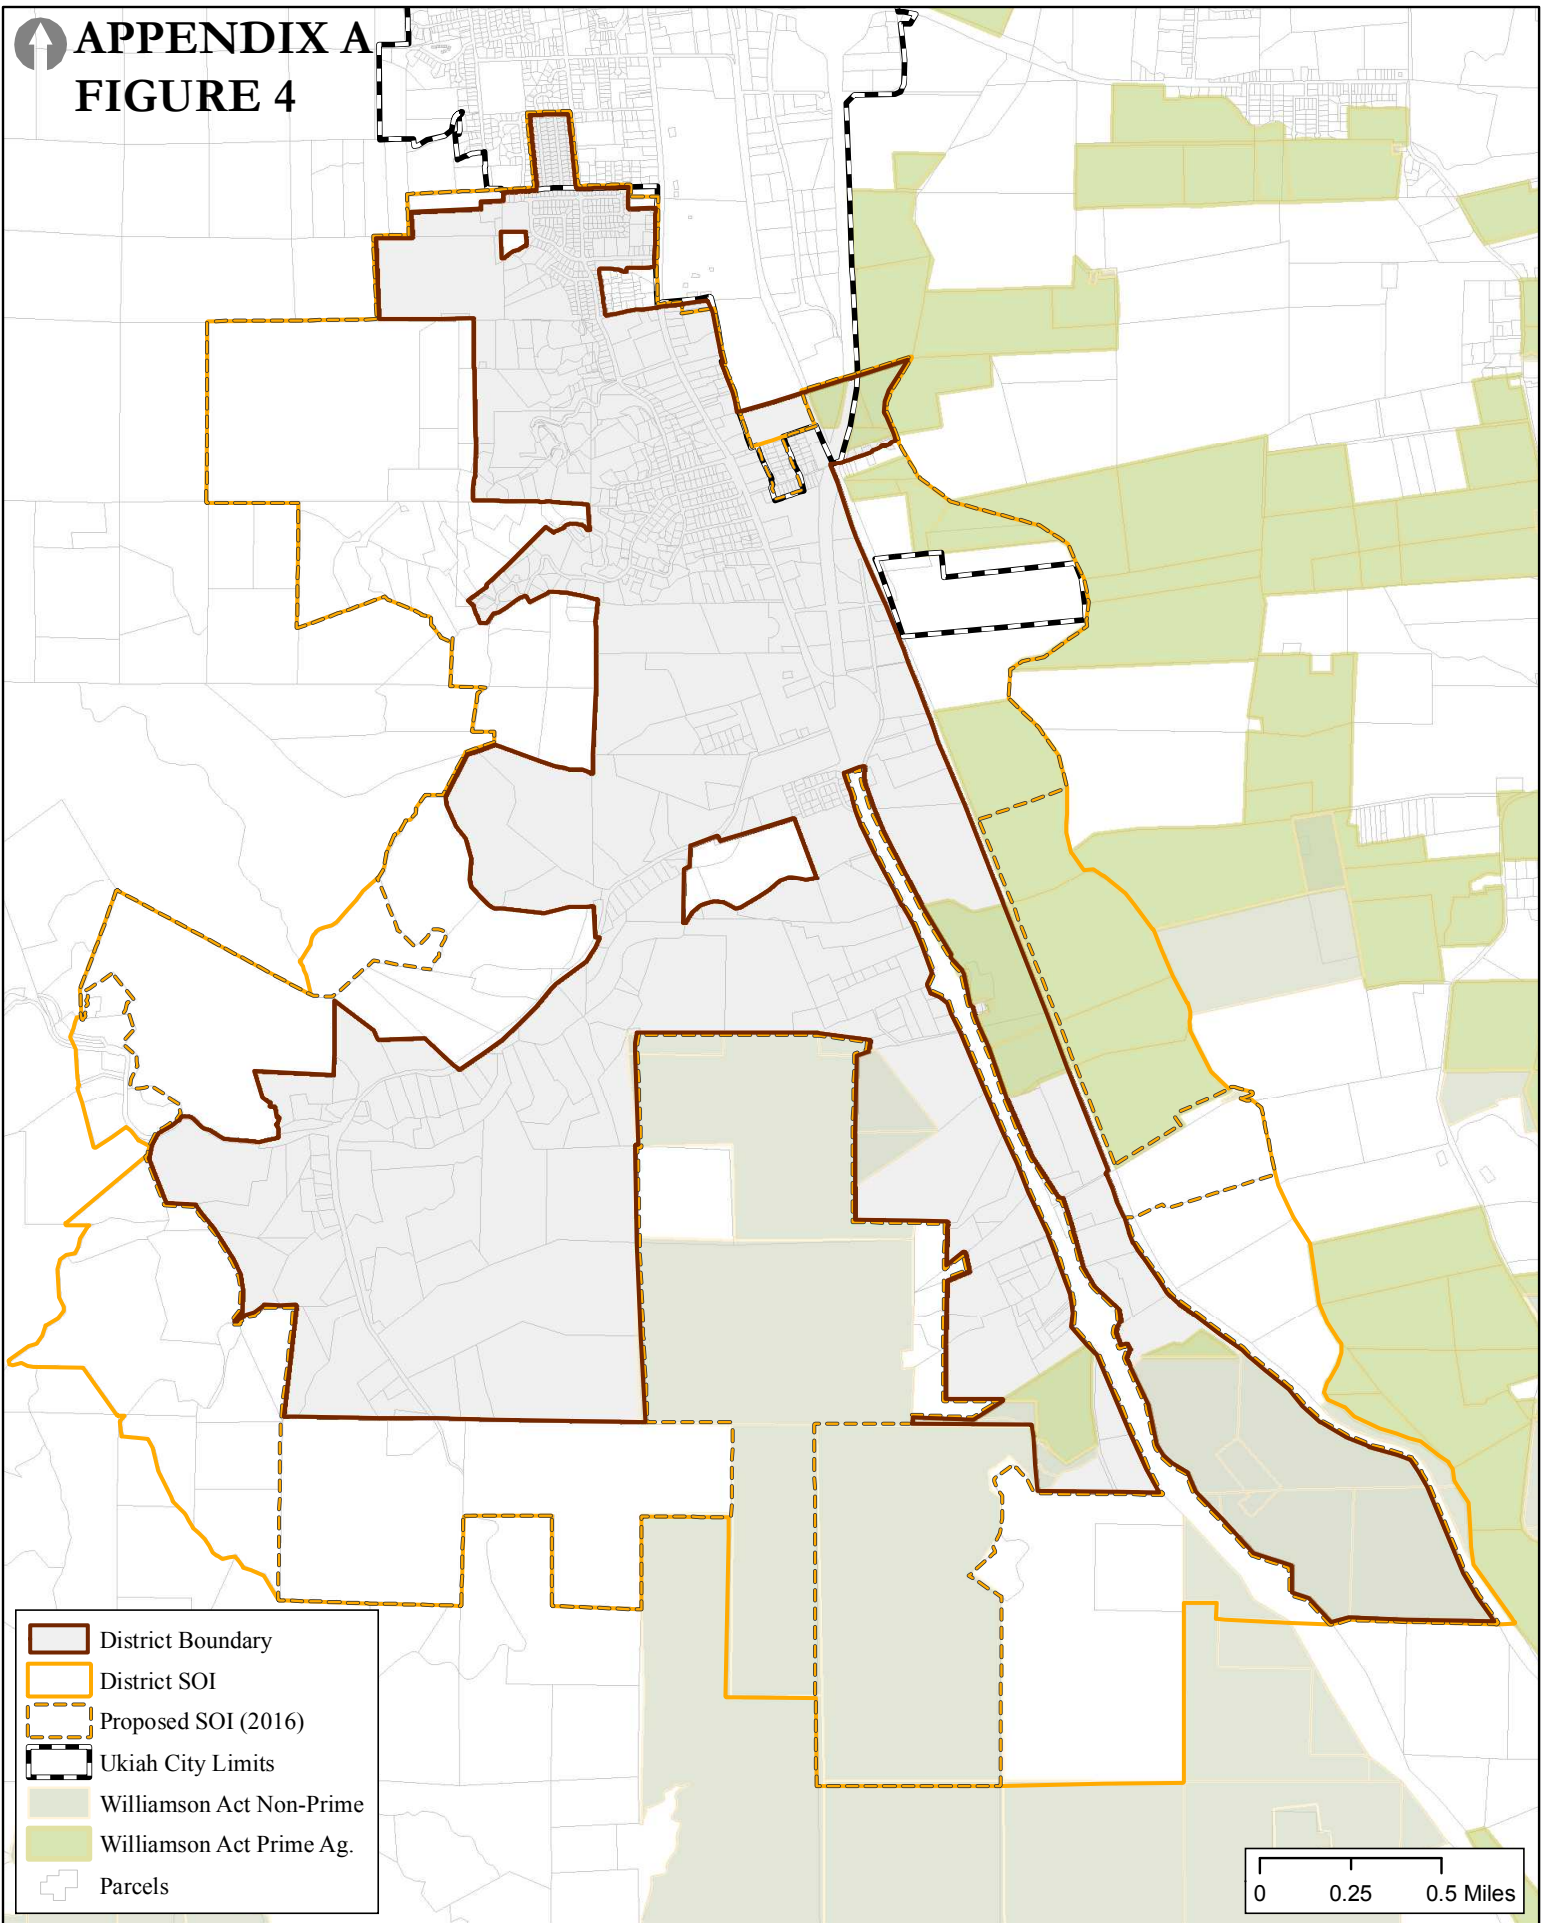 APPENDIX A
FIGURE 4
District Boundary
District SOI
Proposed SOI (2016)
Ukiah City Limits
Williamson Act Non-Prime
Williamson Act Prime Ag.
Parcels
0 0.25 0.5 Miles